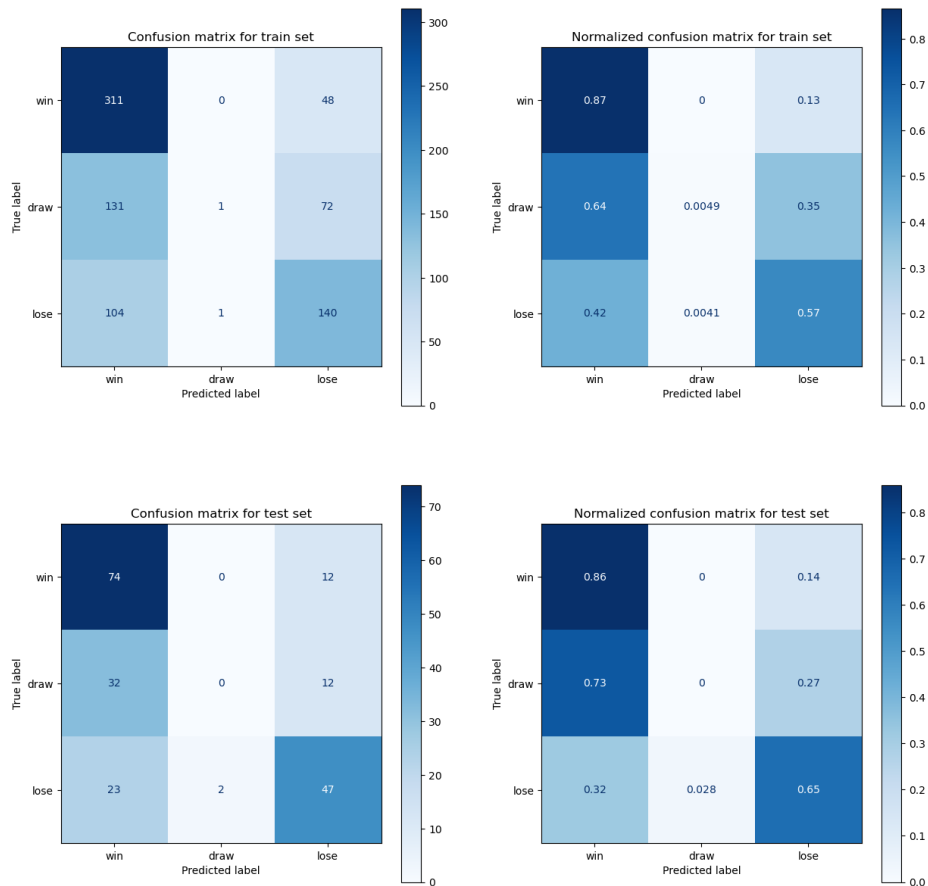 Confusion matrix for train set
300
250
200
150
100
50
0
True label
win
draw
lose
311 0 48
131 1 72
104 1 140
win draw lose
Predicted label
Normalized confusion matrix for train set
0.8
0.7
0.6
0.5
0.4
0.3
0.2
0.1
0.0
True label
win
draw
lose
0.87 0 0.13
0.64 0.0049 0.35
0.42 0.0041 0.57
win draw lose
Predicted label
Confusion matrix for test set
70
60
50
40
30
20
10
0
True label
win
draw
lose
74 0 12
32 0 12
23 2 47
win draw lose
Predicted label
Normalized confusion matrix for test set
0.8
0.7
0.6
0.5
0.4
0.3
0.2
0.1
0.0
True label
win
draw
lose
0.86 0 0.14
0.73 0 0.27
0.32 0.028 0.65
win draw lose
Predicted label